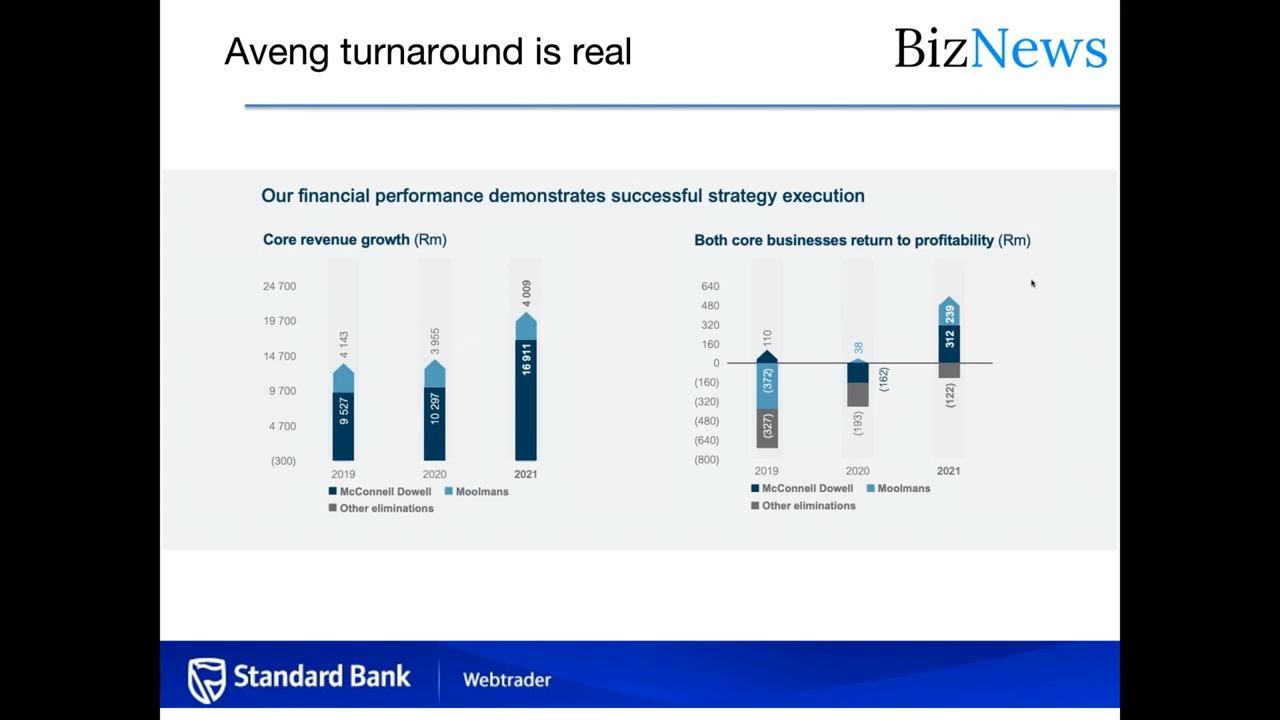 Aveng turnaround is real
BizNews
Our financial performance demonstrates successful strategy execution
Core revenue growth (Rm)
24 700
19 700
14 700
9 700
4 700
(300)
4 143
9 527
3 955
10 297
4 009
16 911
2019
2020
2021
McConnell Dowell
Moolmans
Other eliminations
Both core businesses return to profitability (Rm)
640
480
320
160
0
(160)
(320)
(480)
(640)
(800)
110
(372)
(327)
38
(162)
(193)
239
312
(122)
2019
2020
2021
McConnell Dowell
Moolmans
Other eliminations
Standard Bank
Webtrader